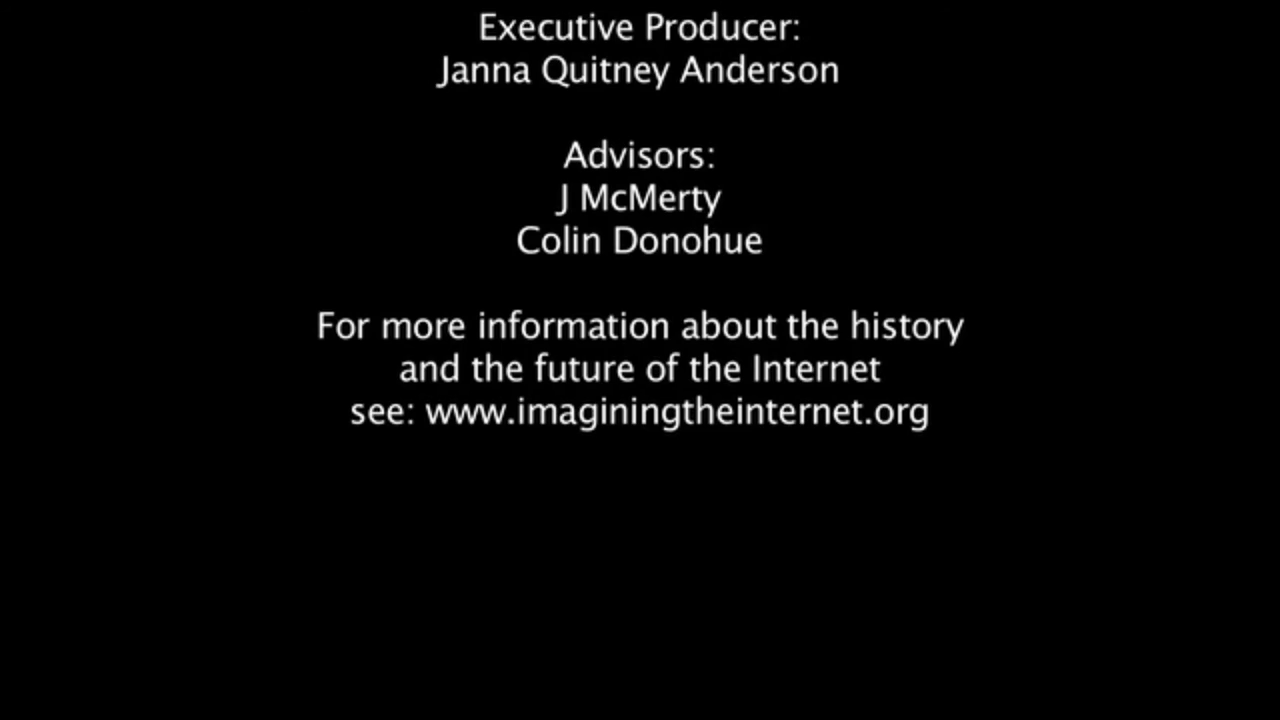 Executive Producer:
Janna Quitney Anderson
Advisors:
J McMerty
Colin Donohue
For more information about the history
and the future of the Internet
see: www.imaginingtheinternet.org